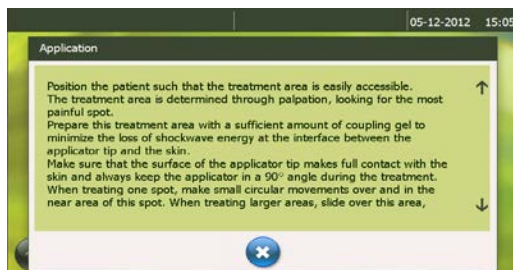 05-12-2012 15:05
Application
Position the patient such that the treatment area is easily accessible.
The treatment area is determined through palpation, looking for the most
painful spot.
Prepare this treatment area with a sufficient amount of coupling gel to
minimize the loss of shockwave energy at the interface between the
applicator tip and the skin.
Make sure that the surface of the applicator tip makes full contact with the
skin and always keep the applicator in a 90° angle during the treatment.
When treating one spot, make small circular movements over and in the
near area of this spot. When treating larger areas, slide over this area,